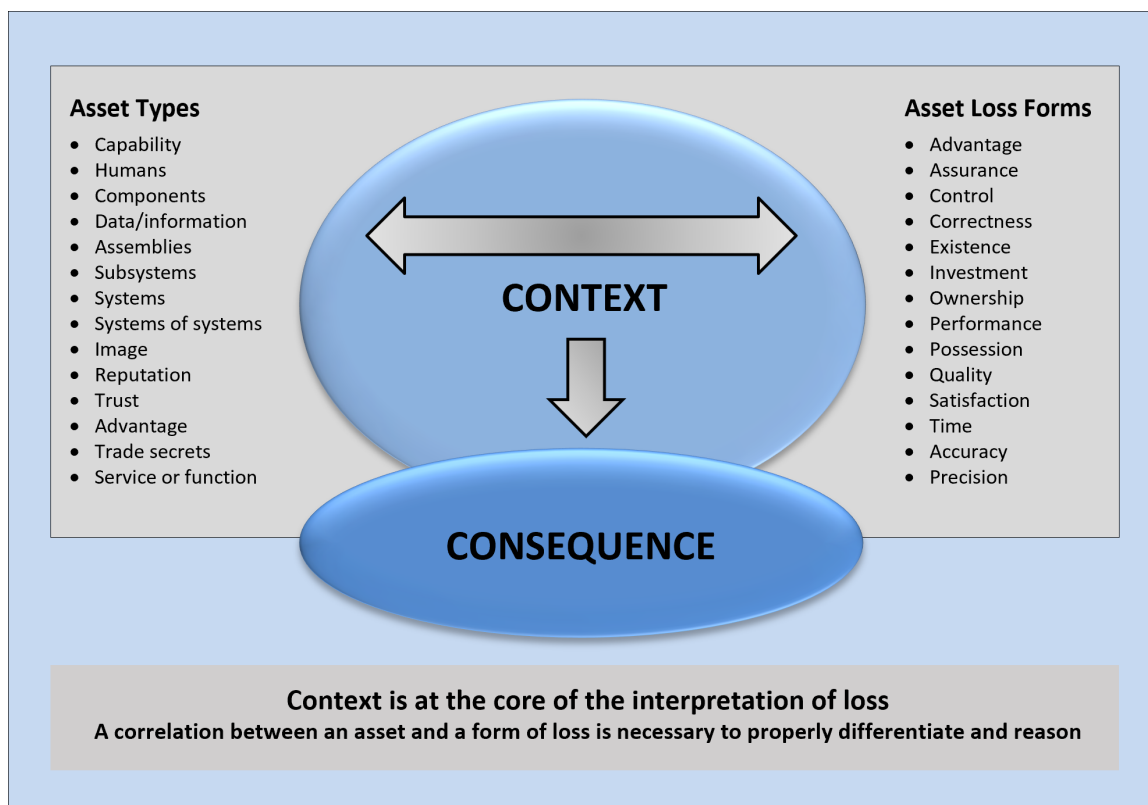 Asset Types
• Capability
• Humans
• Components
• Data/information
• Assemblies
• Subsystems
• Systems
• Systems of systems
• Image
• Reputation
• Trust
• Advantage
• Trade secrets
• Service or function
CONTEXT
CONSEQUENCE
Asset Loss Forms
• Advantage
• Assurance
• Control
• Correctness
• Existence
• Investment
• Ownership
• Performance
• Possession
• Quality
• Satisfaction
• Time
• Accuracy
• Precision
Context is at the core of the interpretation of loss
A correlation between an asset and a form of loss is necessary to properly differentiate and reason